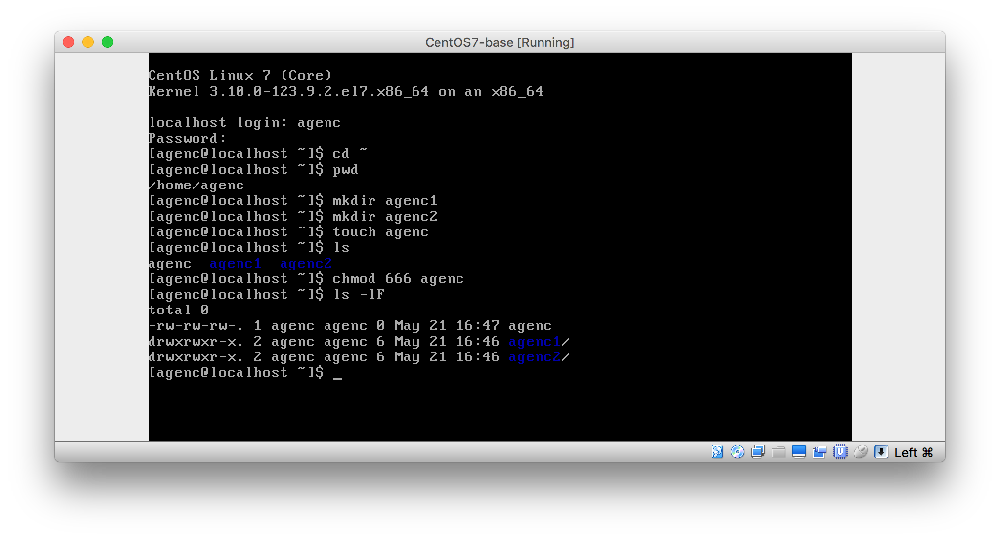 CentOS7-base [Running]
CentOS Linux 7 (Core)
Kernel 3.10.0-123.9.2.el7.x86_64 on an x86_64
localhost login: agenc
Password:
[agenc@localhost ~]$ cd ~
[agenc@localhost ~]$ pwd
/home/agenc
[agenc@localhost ~]$ mkdir agenc1
[agenc@localhost ~]$ mkdir agenc2
[agenc@localhost ~]$ touch agenc
[agenc@localhost ~]$ ls
agenc  agenc1  agenc2
[agenc@localhost ~]$ chmod 666 agenc
[agenc@localhost ~]$ ls -lF
total 0
-rw-rw-rw-. 1 agenc agenc 0 May 21 16:47 agenc
drwxrwxr-x. 2 agenc agenc 6 May 21 16:46 agenc1/
drwxrwxr-x. 2 agenc agenc 6 May 21 16:46 agenc2/
[agenc@localhost ~]$ _
Left ⌘